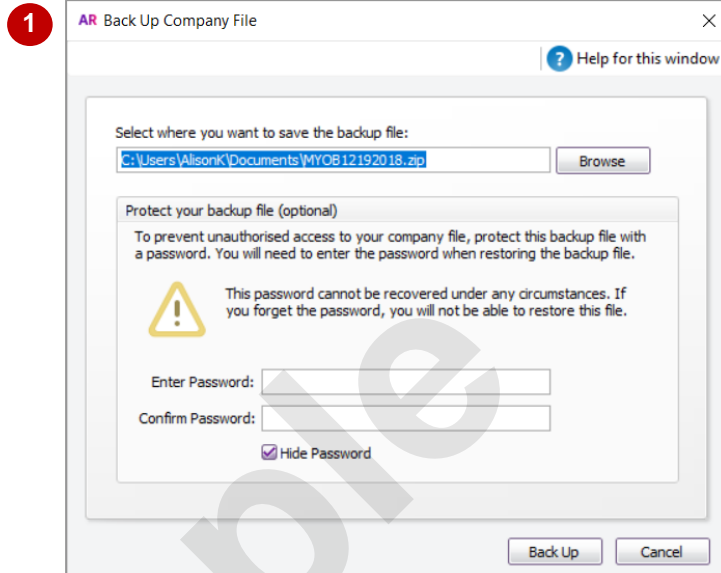 1
AR Back Up Company File
? Help for this window
Select where you want to save the backup file:
C:\Users\AlisonK\Documents\MYOB12192018.zip
Browse
Protect your backup file (optional)
To prevent unauthorised access to your company file, protect this backup file with
a password. You will need to enter the password when restoring the backup file.
This password cannot be recovered under any circumstances. If
you forget the password, you will not be able to restore this file.
Enter Password:
Confirm Password:
Hide Password
Back Up
Cancel